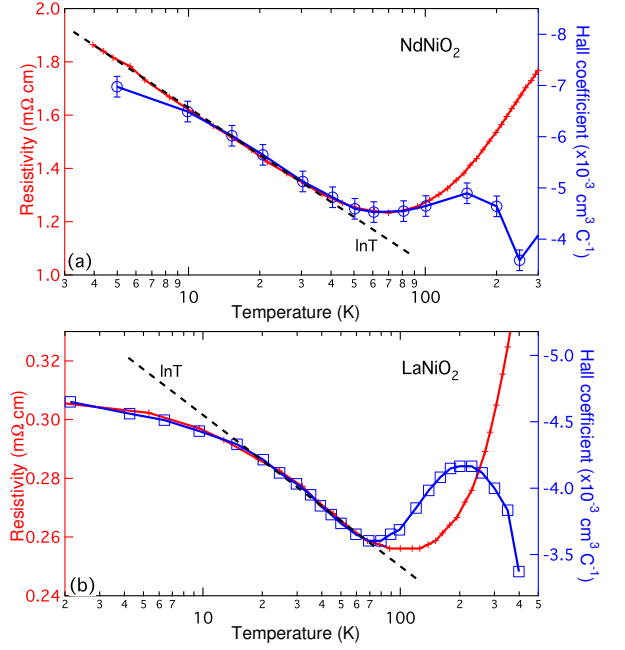 2.0
1.8
1.6
1.4
1.2
1.0
Resistivity (mΩ cm)
NdNiO2
lnT
(a)
-8
-7
-6
-5
-4
Hall coefficient (x10-3 cm3 C-1)
3 4 5 6 7 8 9 10 2 3 4 5 6 7 8 9 100 2 3
Temperature (K)
0.32
0.30
0.28
0.26
0.24
Resistivity (mΩ cm)
lnT
LaNiO2
(b)
-5.0
-4.5
-4.0
-3.5
Hall coefficient (x10-3 cm3 C-1)
2 3 4 5 6 7 10 2 3 4 5 6 7 100 2 3 4 5
Temperature (K)